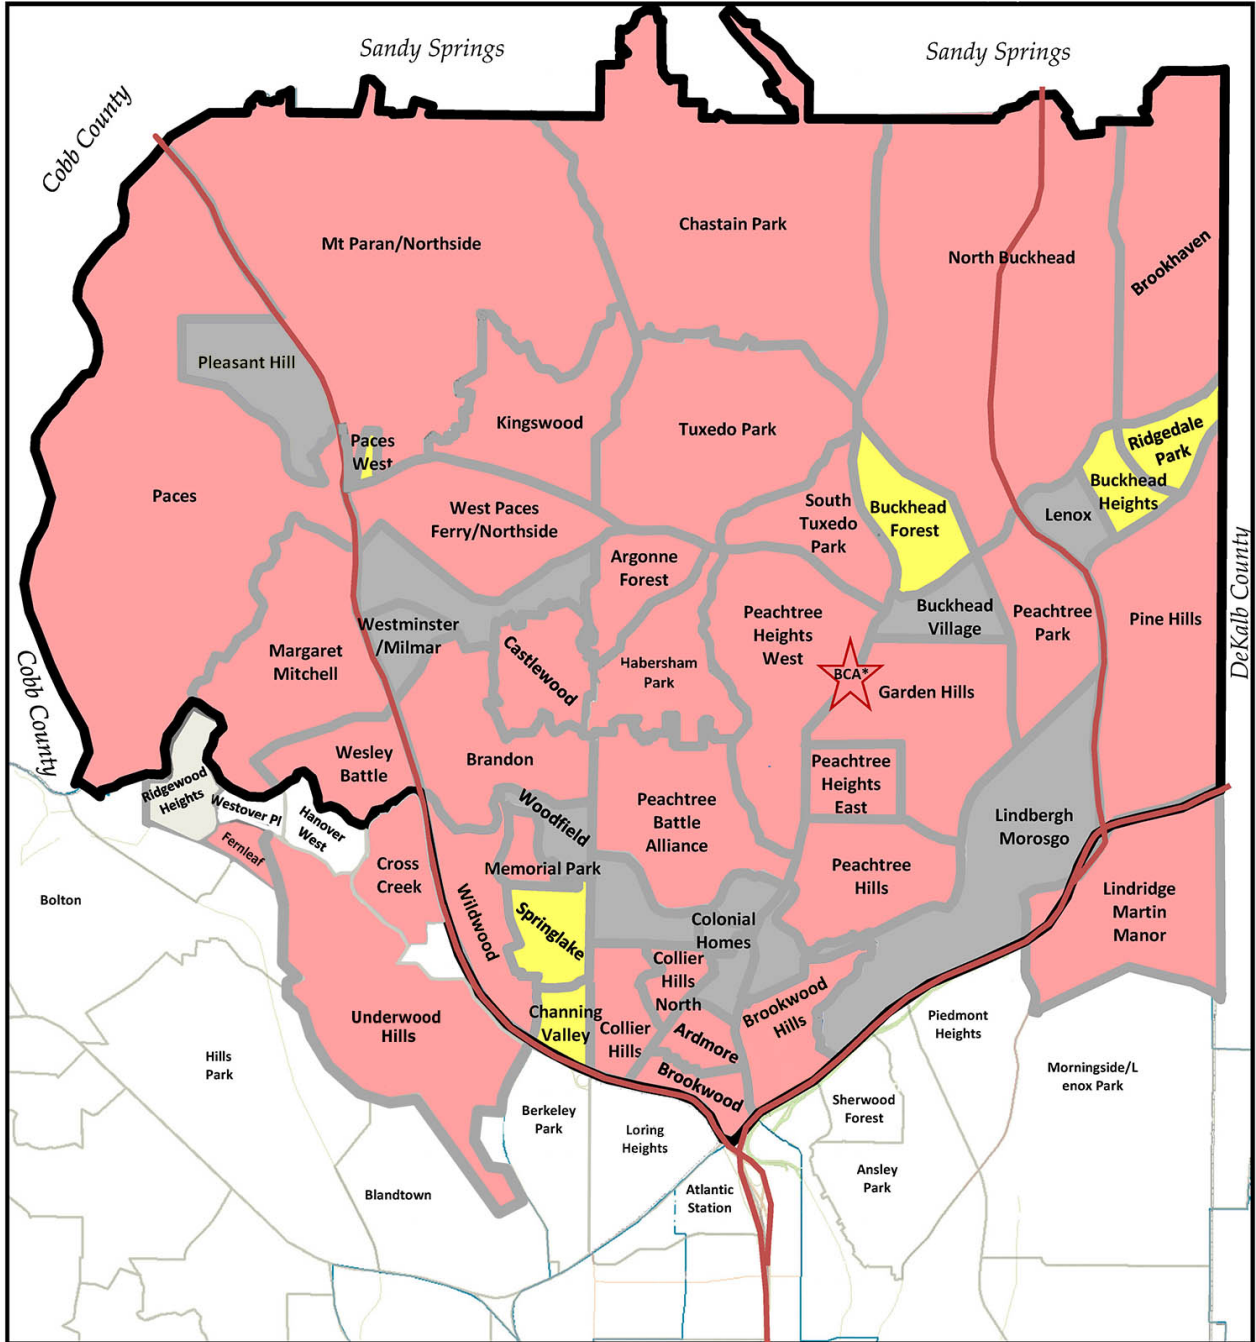 Sandy Springs
Sandy Springs
Cobb County
Chastain Park
Mt Paran/Northside
North Buckhead
Brookhaven
Pleasant Hill
Kingswood
Tuxedo Park
Paces
West
Ridgedale
Park
Buckhead
Heights
Paces
West Paces
Ferry/Northside
South
Tuxedo
Park
Buckhead
Forest
Lenox
Argonne
Forest
DeKalb County
Westminster
/Milmar
Peachtree
Heights
West
Buckhead
Village
Peachtree
Park
Pine Hills
Margaret
Mitchell
Castlewood
Habersham
Park
BCA*
Garden Hills
Cobb County
Wesley
Battle
Brandon
Peachtree
Heights
East
Ridgewood
Heights
Westover Pl
Hanover
West
Woodfield
Peachtree
Battle
Alliance
Lindbergh
Morosgo
Fernleaf
Cross
Creek
Memorial Park
Peachtree
Hills
Bolton
Wildwood
Springlake
Colonial
Homes
Lindridge
Martin
Manor
Collier
Hills
North
Brookwood
Hills
Underwood
Hills
Channing
Valley
Collier
Hills
Ardmore
Piedmont
Heights
Hills
Park
Brookwood
Morningside/L
enox Park
Berkeley
Park
Loring
Heights
Sherwood
Forest
Ansley
Park
Blandtown
Atlantic
Station